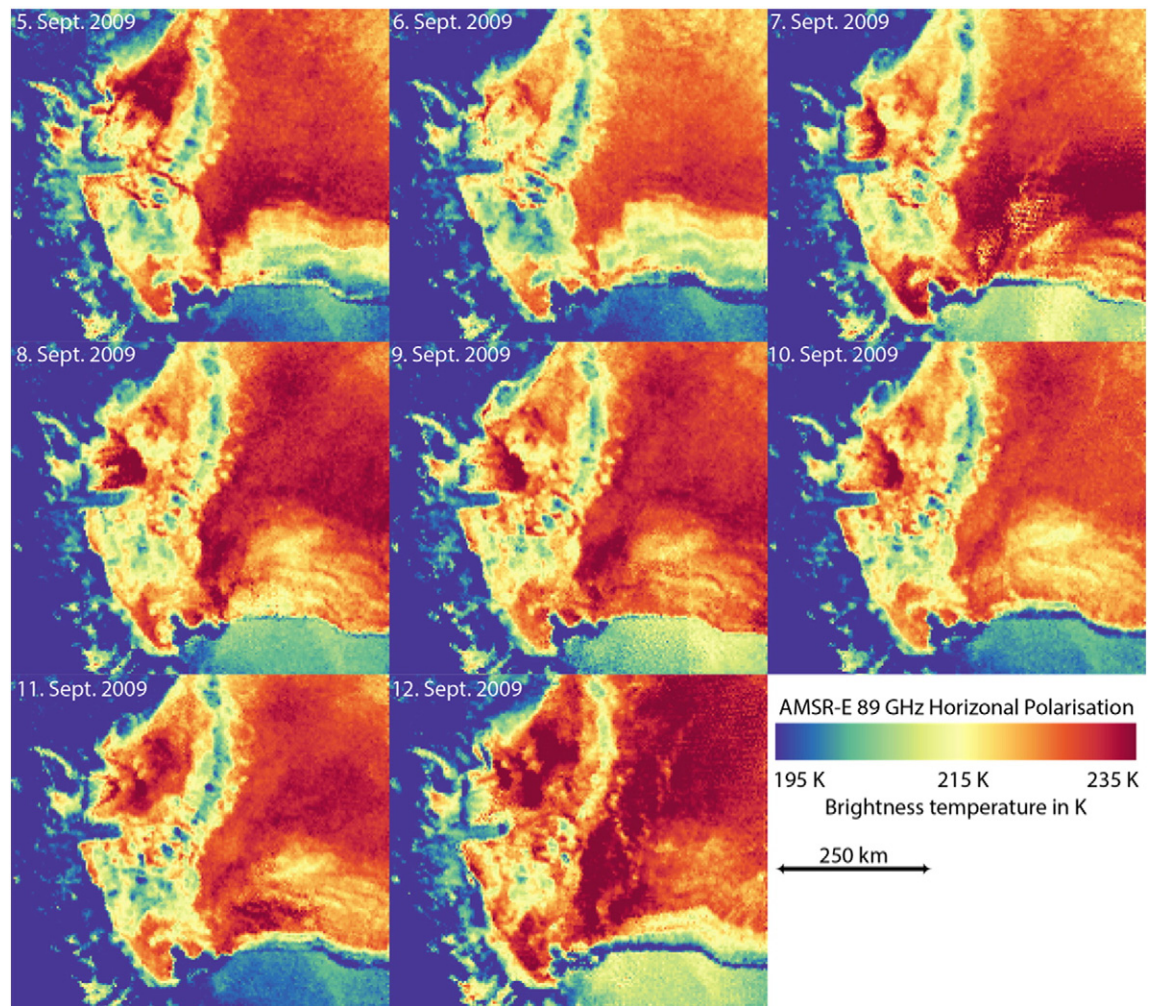 5. Sept. 2009
6. Sept. 2009
7. Sept. 2009
8. Sept. 2009
9. Sept. 2009
10. Sept. 2009
11. Sept. 2009
12. Sept. 2009
AMSR-E 89 GHz Horizonal Polarisation
195 K 215 K 235 K
Brightness temperature in K
250 km